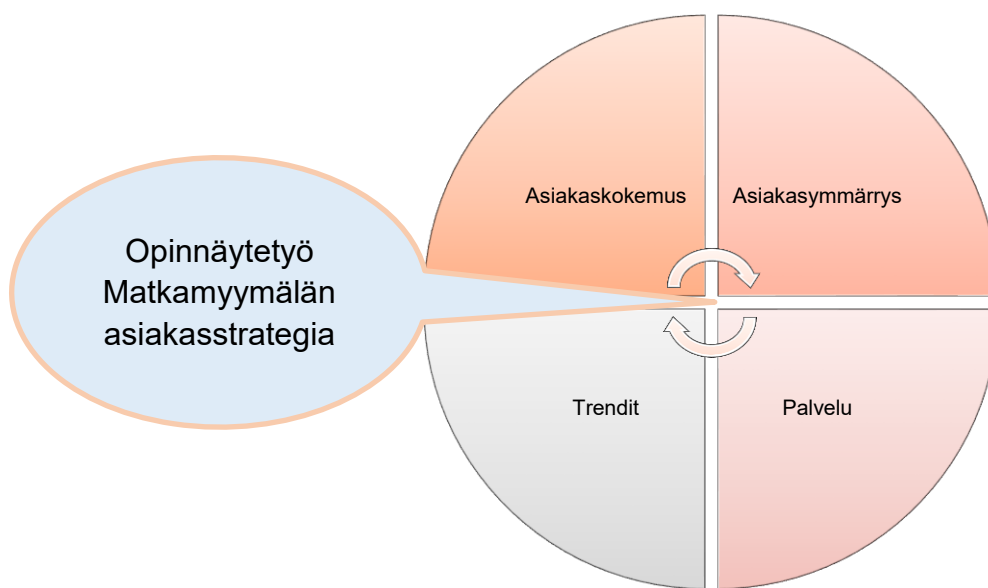 Asiakaskokemus
Asiakasymmärrys
Opinnäytetyö
Matkamyymälän
asiakasstrategia
Trendit
Palvelu